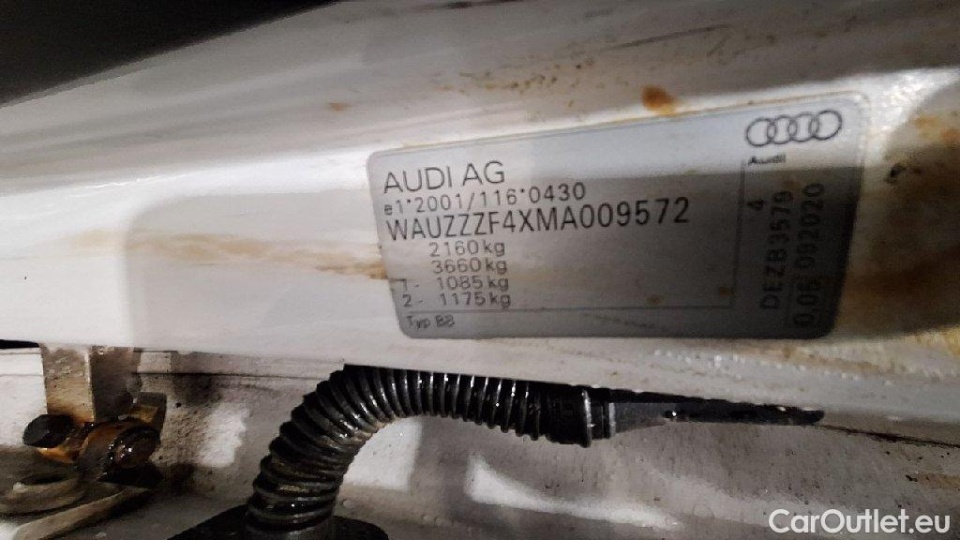 AUDI AG
e1*2001/116*0430
WAUZZZF4XMA009572
2160kg
3660kg
1- 1085kg
2- 1175kg
Typ B8
Audi
4
DEZB3579
0.06 092020
CarOutlet.eu